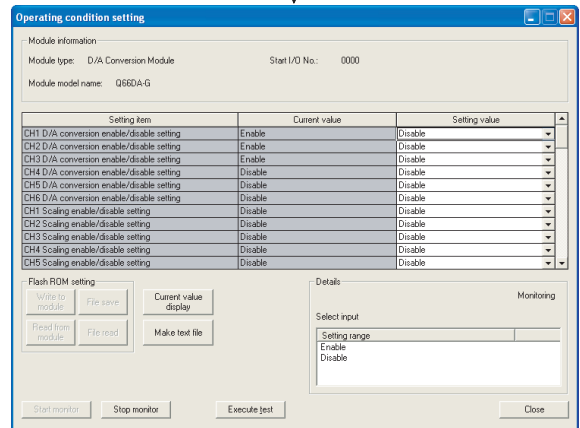 Operating condition setting
Module information
Module type: D/A Conversion Module Start I/O No.: 0000
Module model name: Q66DA-G
Setting item Current value Setting value
CH1 D/A conversion enable/disable setting Enable Disable
CH2 D/A conversion enable/disable setting Enable Disable
CH3 D/A conversion enable/disable setting Enable Disable
CH4 D/A conversion enable/disable setting Disable Disable
CH5 D/A conversion enable/disable setting Disable Disable
CH6 D/A conversion enable/disable setting Disable Disable
CH1 Scaling enable/disable setting Disable Disable
CH2 Scaling enable/disable setting Disable Disable
CH3 Scaling enable/disable setting Disable Disable
CH4 Scaling enable/disable setting Disable Disable
CH5 Scaling enable/disable setting Disable Disable
Flash ROM setting
Write to module File save Current value display
Read from module File read Make text file
Details
Monitoring
Select input
Setting range
Enable
Disable
Start monitor Stop monitor Execute test Close